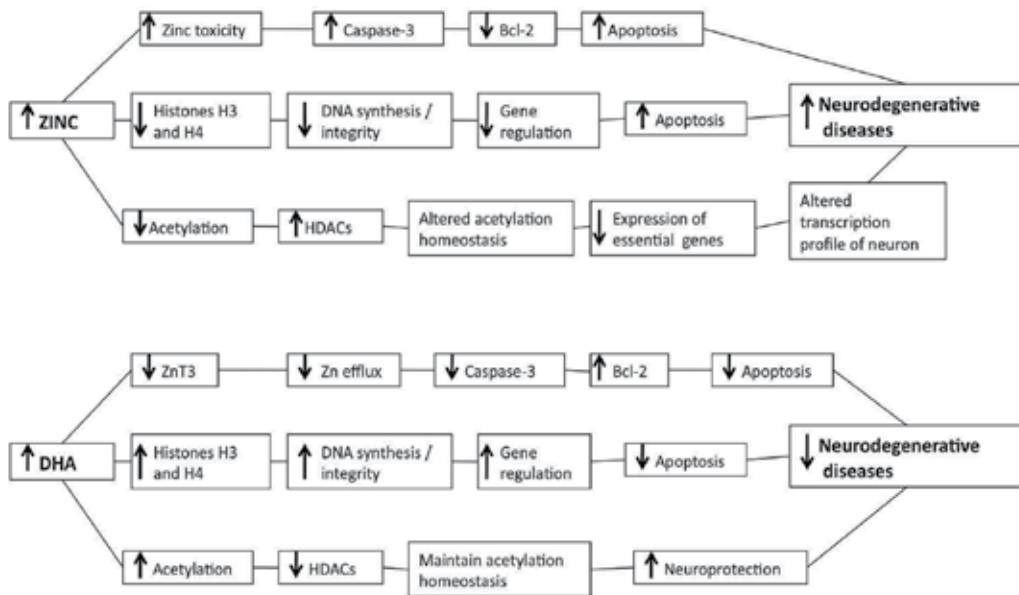 ↑ Zinc toxicity
↑ Caspase-3
↓ Bcl-2
↑ Apoptosis
↑ ZINC
↓ Histones H3
and H4
↓ DNA synthesis /
integrity
↓ Gene
regulation
↑ Apoptosis
↑ Neurodegenerative
diseases
↓ Acetylation
↑ HDACs
Altered acetylation
homeostasis
↓ Expression of
essential genes
Altered
transcription
profile of neuron
↓ ZnT3
↓ Zn efflux
↓ Caspase-3
↑ Bcl-2
↓ Apoptosis
↑ DHA
↑ Histones H3
and H4
↑ DNA synthesis /
integrity
↑ Gene
regulation
↓ Apoptosis
↓ Neurodegenerative
diseases
↑ Acetylation
↓ HDACs
Maintain acetylation
homeostasis
↑ Neuroprotection